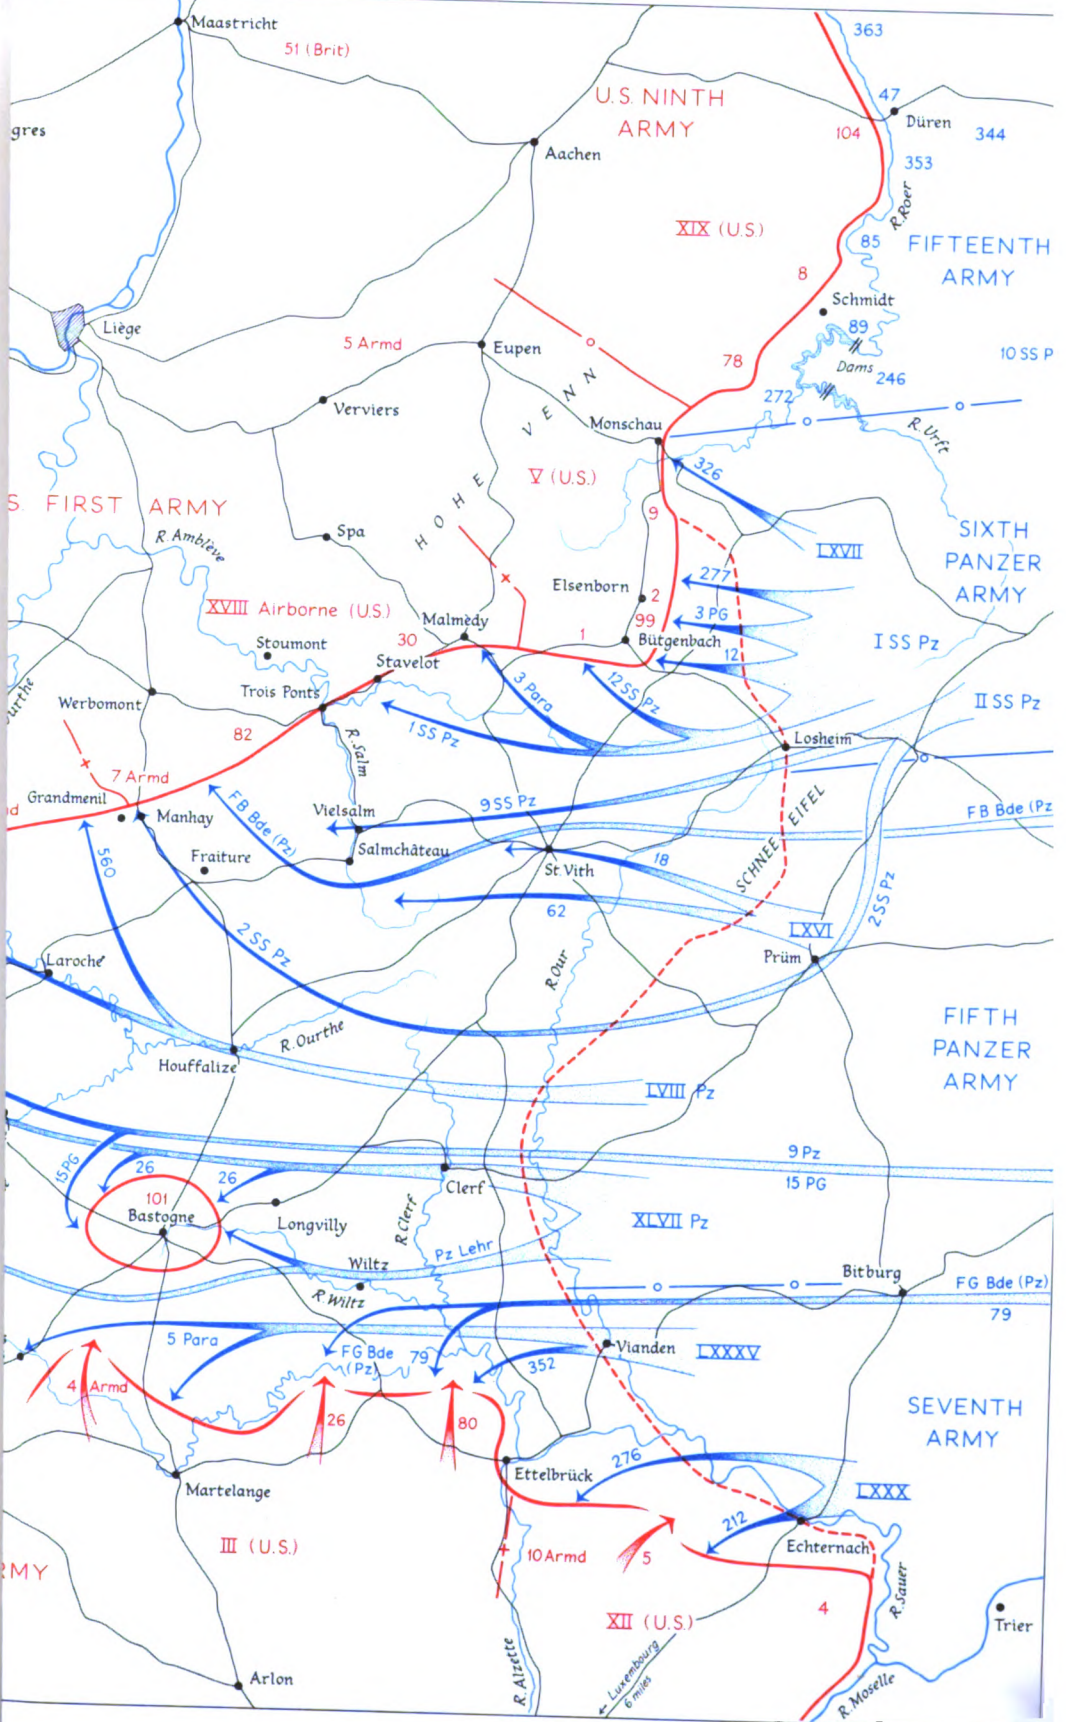 Maastricht
51 (Brit)
363
U.S. NINTH
ARMY
47
Düren
104
344
gres
Aachen
353
R. Roer
XIX (U.S.)
85
FIFTEENTH
ARMY
8
Schmidt
Liège
89
5 Armd
Eupen
10 SS P
78
Dams
246
272
Verviers
HOHE VENN
Monschau
R. Urft
V (U.S.)
326
S. FIRST ARMY
9
R. Amblève
Spa
LXVII
SIXTH
PANZER
ARMY
277
Elsenborn
2
XVIII Airborne (U.S.)
Malmédy
99
3 PG
30
1
Bütgenbach
Stoumont
I SS Pz
12
Stavelot
Trois Ponts
3 Para
12 SS Pz
urthe
Werbomont
II SS Pz
82
R. Salm
1 SS Pz
Losheim
7 Armd
Grandmenil
FB Bde (Pz)
Vielsalm
9 SS Pz
SCHNEE EIFEL
FB Bde (Pz
d
Manhay
Salmchâteau
560
Fraiture
St. Vith
18
62
2 SS Pz
2 SS Pz
LXVI
Laroche
R. Our
Prüm
R. Ourthe
FIFTH
PANZER
ARMY
Houffalize
LVIII Pz
9 Pz
15 PG
15 PG
26
26
101
Bastogne
Clerf
Longvilly
R. Clerf
XLVII Pz
Pz Lehr
Wiltz
R. Wiltz
Bitburg
FG Bde (Pz)
79
5 Para
FG Bde
(Pz)
79
352
Vianden
LXXXV
4 Armd
26
80
SEVENTH
ARMY
276
Ettelbrück
LXXX
Martelange
212
Echternach
III (U.S.)
10 Armd
5
RMY
R. Sauer
XII (U.S.)
4
Trier
Arlon
R. Alzette
Luxembourg
6 miles
R. Moselle